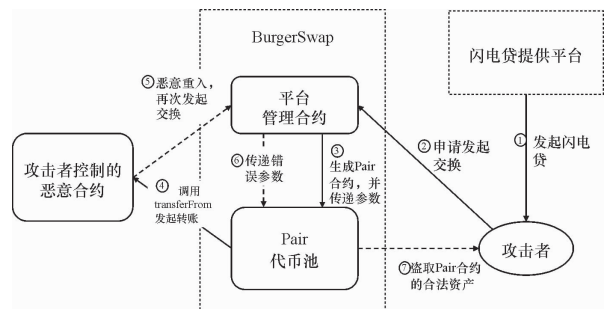 BurgerSwap
闪电贷提供平台
⑤恶意重入，
再次发起
交换
平台
管理合约
②申请发起
交换
① 发起闪电
贷
攻击者控制的
恶意合约
⑥传递错
误参数
③
生成Pair
合约，并
传递参数
④ 调用
transferFrom
发起转账
Pair
代币池
攻击者
⑦盗取Pair合约
的合法资产